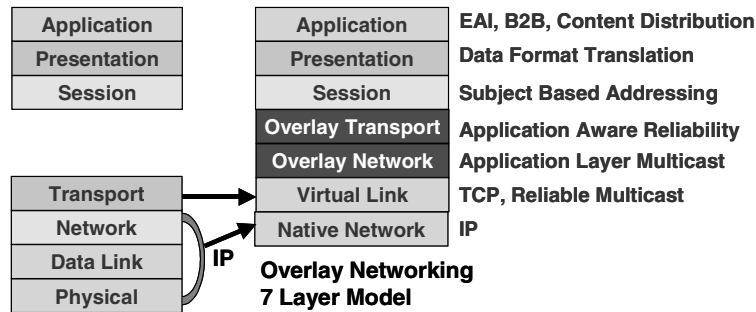 Application Application EAI, B2B, Content Distribution
Presentation Presentation Data Format Translation
Session Session Subject Based Addressing
Overlay Transport Application Aware Reliability
Overlay Network Application Layer Multicast
Transport Virtual Link TCP, Reliable Multicast
Network Native Network IP
Data Link IP
Physical
Overlay Networking
7 Layer Model